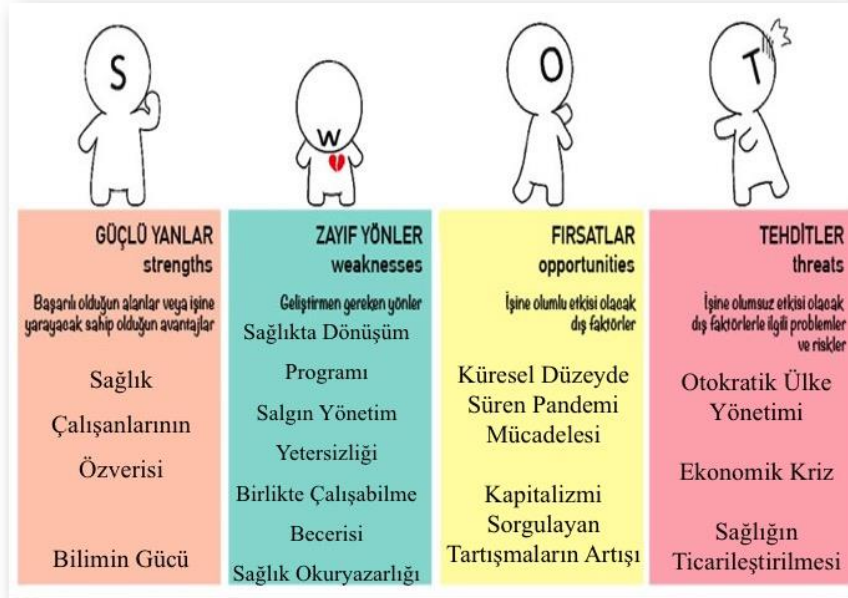 S
W
O
T
GÜÇLÜ YANLAR
strengths
Başarılı olduğun alanlar veya işine
yarayacak sahip olduğun avantajlar
Sağlık
Çalışanlarının
Özverisi
Bilimin Gücü
ZAYIF YÖNLER
weaknesses
Geliştirmen gereken yönler
Sağlıkta Dönüşüm
Programı
Salgın Yönetim
Yetersizliği
Birlikte Çalışabilme
Becerisi
Sağlık Okuryazarlığı
FIRSATLAR
opportunities
İşine olumlu etkisi olacak
dış faktörler
Küresel Düzeyde
Süren Pandemi
Mücadelesi
Kapitalizmi
Sorgulayan
Tartışmaların Artışı
TEHDİTLER
threats
İşine olumsuz etkisi olacak
dış faktörlerle ilgili problemler
ve riskler
Otokratik Ülke
Yönetimi
Ekonomik Kriz
Sağlığın
Ticarileştirilmesi